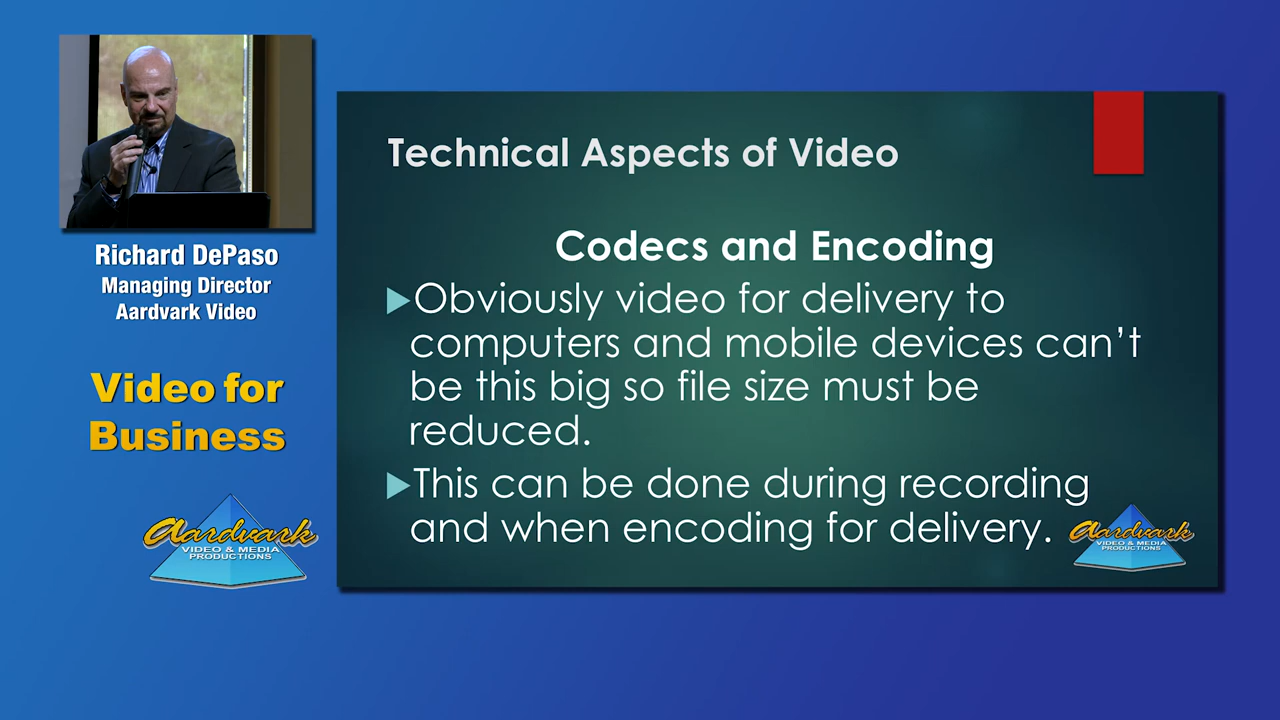 Richard DePaso
Managing Director
Aardvark Video
Video for
Business
Aardvark
VIDEO & MEDIA
PRODUCTIONS
Technical Aspects of Video
Codecs and Encoding
Obviously video for delivery to
computers and mobile devices can’t
be this big so file size must be
reduced.
This can be done during recording
and when encoding for delivery.
Aardvark
VIDEO & MEDIA
PRODUCTIONS